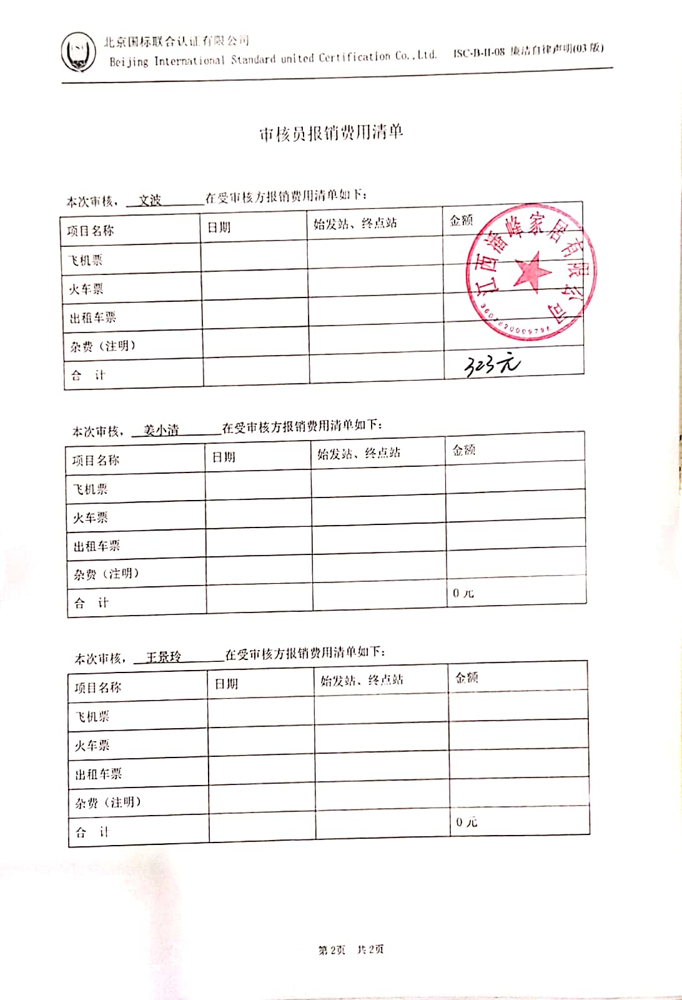 北京国标联合认证有限公司
Beijing International Standard united Certification Co.,Ltd. ISC-B-II-08 廉洁自律声明(03 版)
审核员报销费用清单
本次审核, 文波 在受审核方报销费用清单如下:
项目名称 日期 始发站、终点站 金额
飞机票
火车票
出租车票
杂费(注明)
合 计 323元
江西潘峰家居有限公司
本次审核, 姜小清 在受审核方报销费用清单如下:
项目名称 日期 始发站、终点站 金额
飞机票
火车票
出租车票
杂费(注明)
合 计 0 元
本次审核, 王景玲 在受审核方报销费用清单如下:
项目名称 日期 始发站、终点站 金额
飞机票
火车票
出租车票
杂费(注明)
合 计 0 元
第2页 共2页